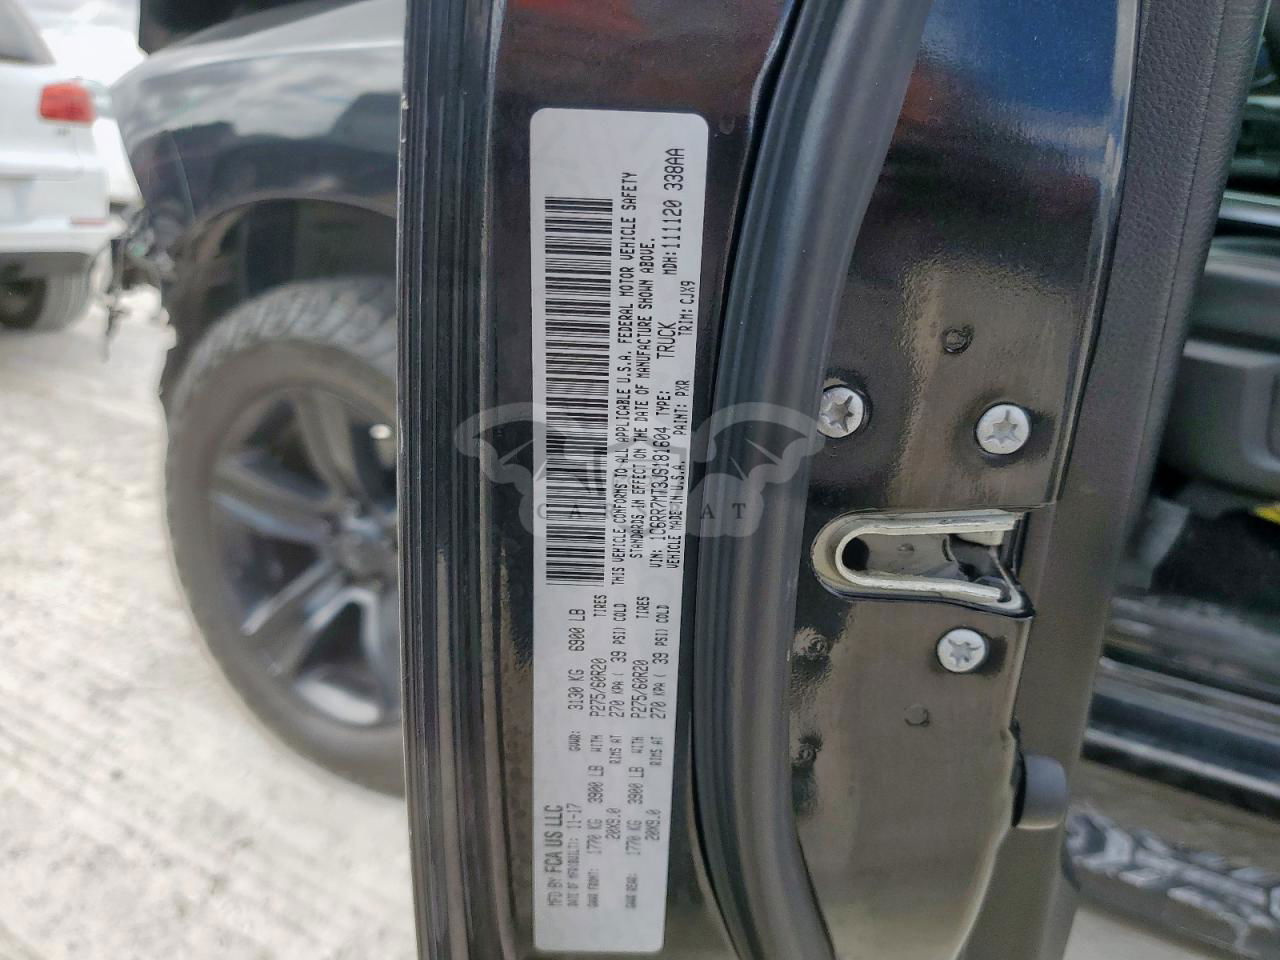 MFD BY FCA US LLC
DATE OF MFR(BUILT): 11-17 GVWR: 3130 KG 6900 LB
GAWR FRONT: 1770 KG 3900 LB WITH P275/60R20 TIRES
20X9.0 RIMS AT 270 KPA ( 39 PSI) COLD
GAWR REAR: 1770 KG 3900 LB WITH P275/60R20 TIRES
20X9.0 RIMS AT 270 KPA ( 39 PSI) COLD
THIS VEHICLE CONFORMS TO ALL APPLICABLE U.S.A. FEDERAL MOTOR VEHICLE SAFETY
STANDARDS IN EFFECT ON THE DATE OF MANUFACTURE SHOWN ABOVE.
VIN: 1C6RR7MT3JS181604 TYPE: TRUCK MDH:111120 338AA
VEHICLE MADE IN U.S.A. PAINT: PXR TRIM: CJX9